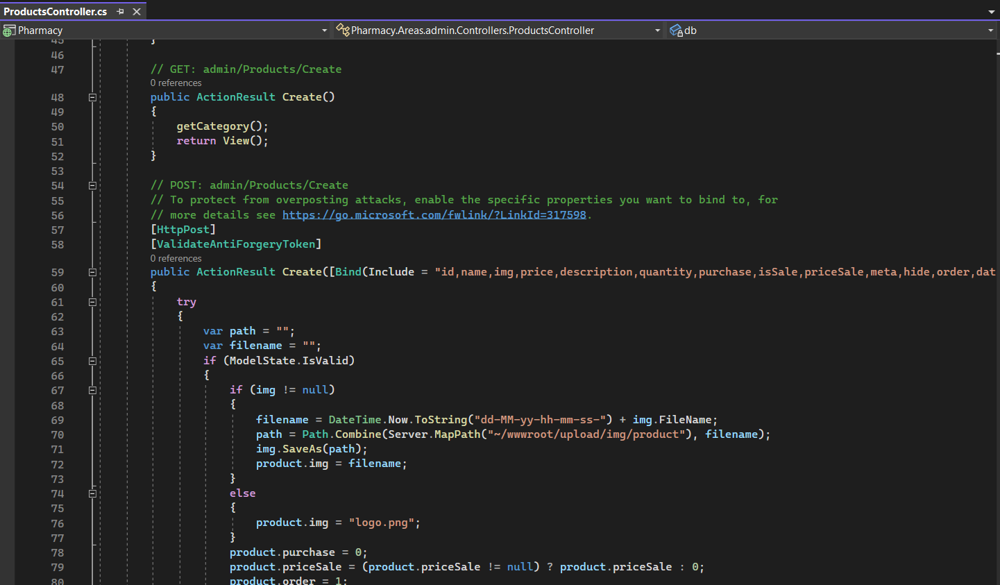 ProductsController.cs
Pharmacy Pharmacy.Areas.admin.Controllers.ProductsController db
45 }
46
47 // GET: admin/Products/Create
0 references
48 public ActionResult Create()
49 {
50 getCategory();
51 return View();
52 }
53
54 // POST: admin/Products/Create
55 // To protect from overposting attacks, enable the specific properties you want to bind to, for
56 // more details see https://go.microsoft.com/fwlink/?LinkId=317598.
57 [HttpPost]
58 [ValidateAntiForgeryToken]
0 references
59 public ActionResult Create([Bind(Include = "id,name,img,price,description,quantity,purchase,isSale,priceSale,meta,hide,order,dat
60 {
61 try
62 {
63 var path = "";
64 var filename = "";
65 if (ModelState.IsValid)
66 {
67 if (img != null)
68 {
69 filename = DateTime.Now.ToString("dd-MM-yy-hh-mm-ss-") + img.FileName;
70 path = Path.Combine(Server.MapPath("~/wwwroot/upload/img/product"), filename);
71 img.SaveAs(path);
72 product.img = filename;
73 }
74 else
75 {
76 product.img = "logo.png";
77 }
78 product.purchase = 0;
79 product.priceSale = (product.priceSale != null) ? product.priceSale : 0;
80 product.order = 1;